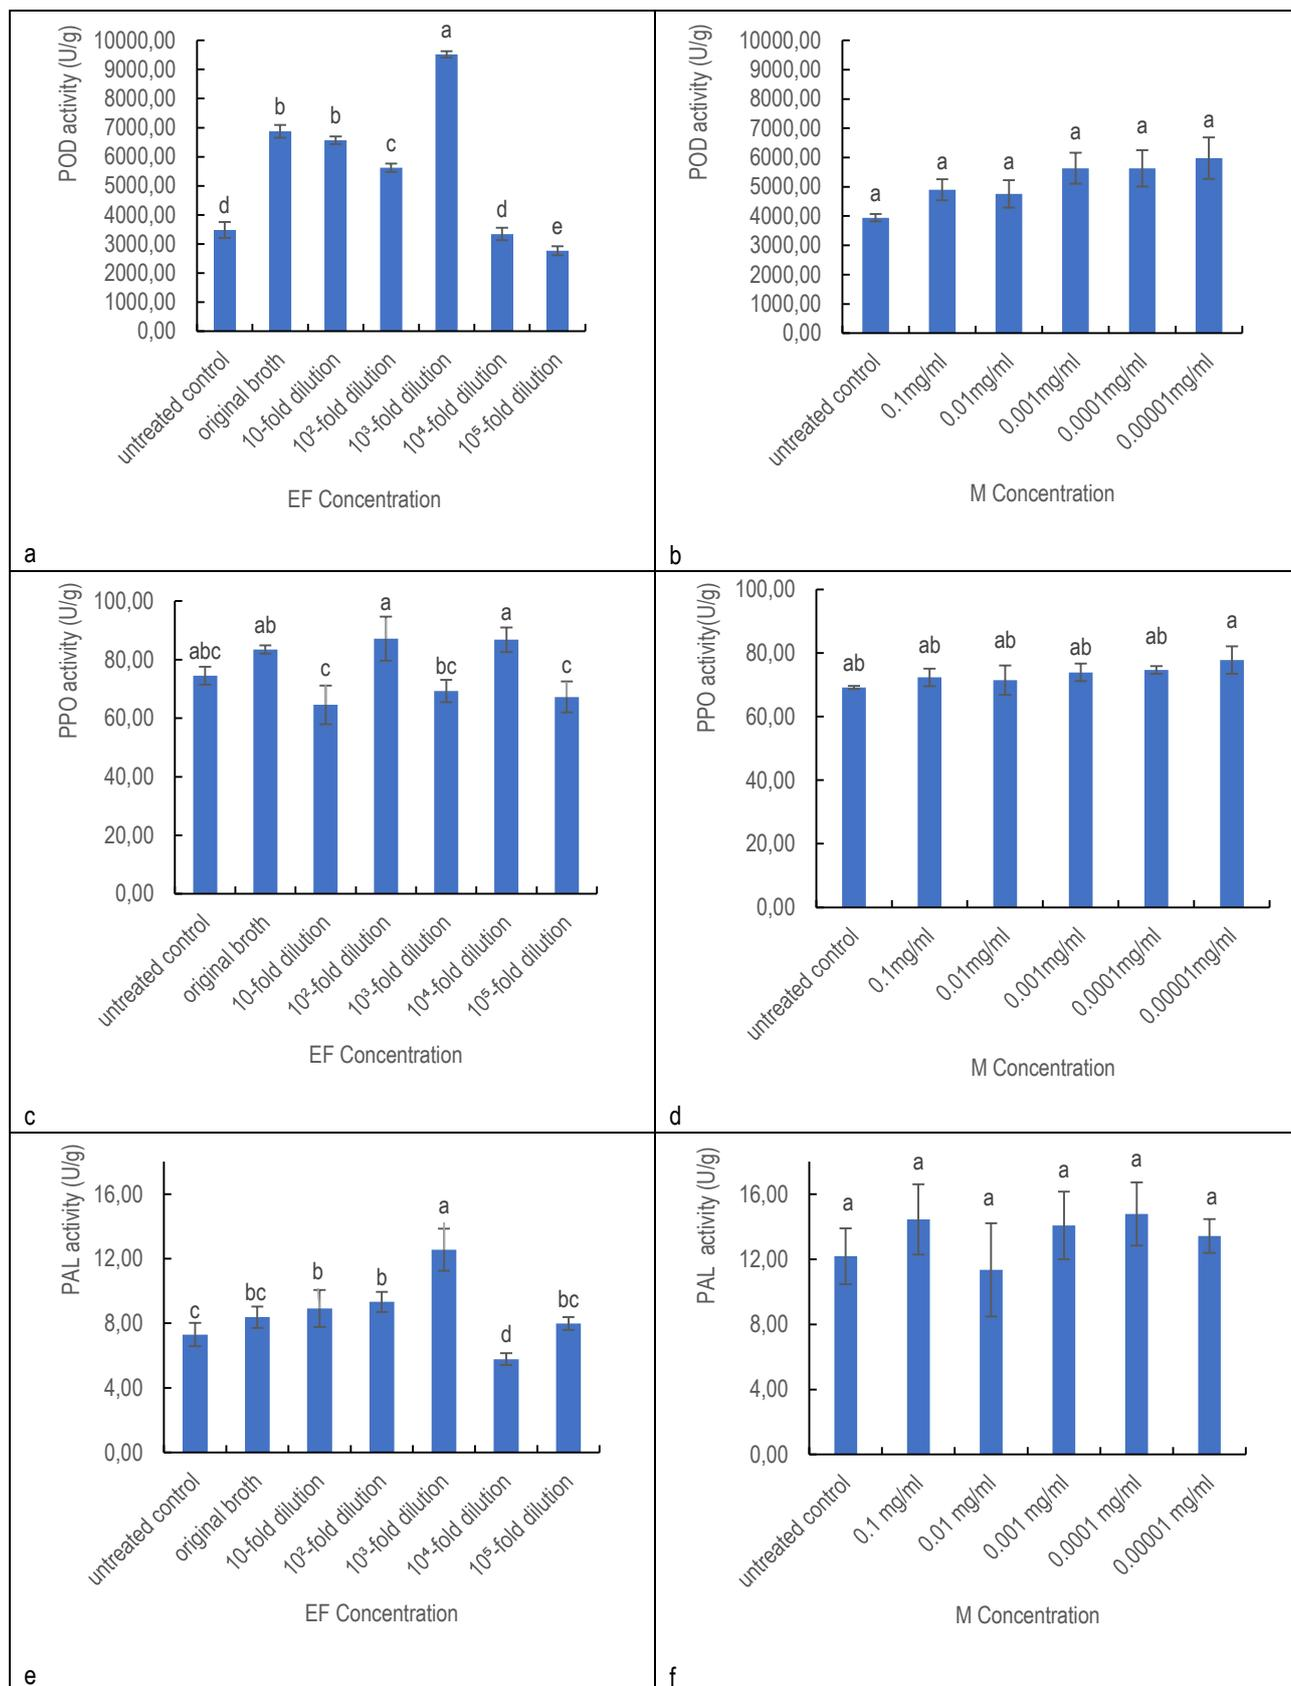 POD activity (U/g)
10000,00
9000,00
8000,00
7000,00
6000,00
5000,00
4000,00
3000,00
2000,00
1000,00
0,00
d
b
b
c
a
d
e
untreated control
original broth
10-fold dilution
10²-fold dilution
10³-fold dilution
10⁴-fold dilution
10⁵-fold dilution
EF Concentration
a
POD activity (U/g)
10000,00
9000,00
8000,00
7000,00
6000,00
5000,00
4000,00
3000,00
2000,00
1000,00
0,00
a
a
a
a
a
a
untreated control
0.1mg/ml
0.01mg/ml
0.001mg/ml
0.0001mg/ml
0.00001mg/ml
M Concentration
b
PPO activity (U/g)
100,00
80,00
60,00
40,00
20,00
0,00
abc
ab
c
a
bc
a
c
untreated control
original broth
10-fold dilution
10²-fold dilution
10³-fold dilution
10⁴-fold dilution
10⁵-fold dilution
EF Concentration
c
PPO activity(U/g)
100,00
80,00
60,00
40,00
20,00
0,00
ab
ab
ab
ab
ab
a
untreated control
0.1mg/ml
0.01mg/ml
0.001mg/ml
0.0001mg/ml
0.00001mg/ml
M Concentration
d
PAL activity (U/g)
16,00
12,00
8,00
4,00
0,00
c
bc
b
b
a
d
bc
untreated control
original broth
10-fold dilution
10²-fold dilution
10³-fold dilution
10⁴-fold dilution
10⁵-fold dilution
EF Concentration
e
PAL activity (U/g)
16,00
12,00
8,00
4,00
0,00
a
a
a
a
a
a
untreated control
0.1 mg/ml
0.01 mg/ml
0.001 mg/ml
0.0001 mg/ml
0.00001 mg/ml
M Concentration
f